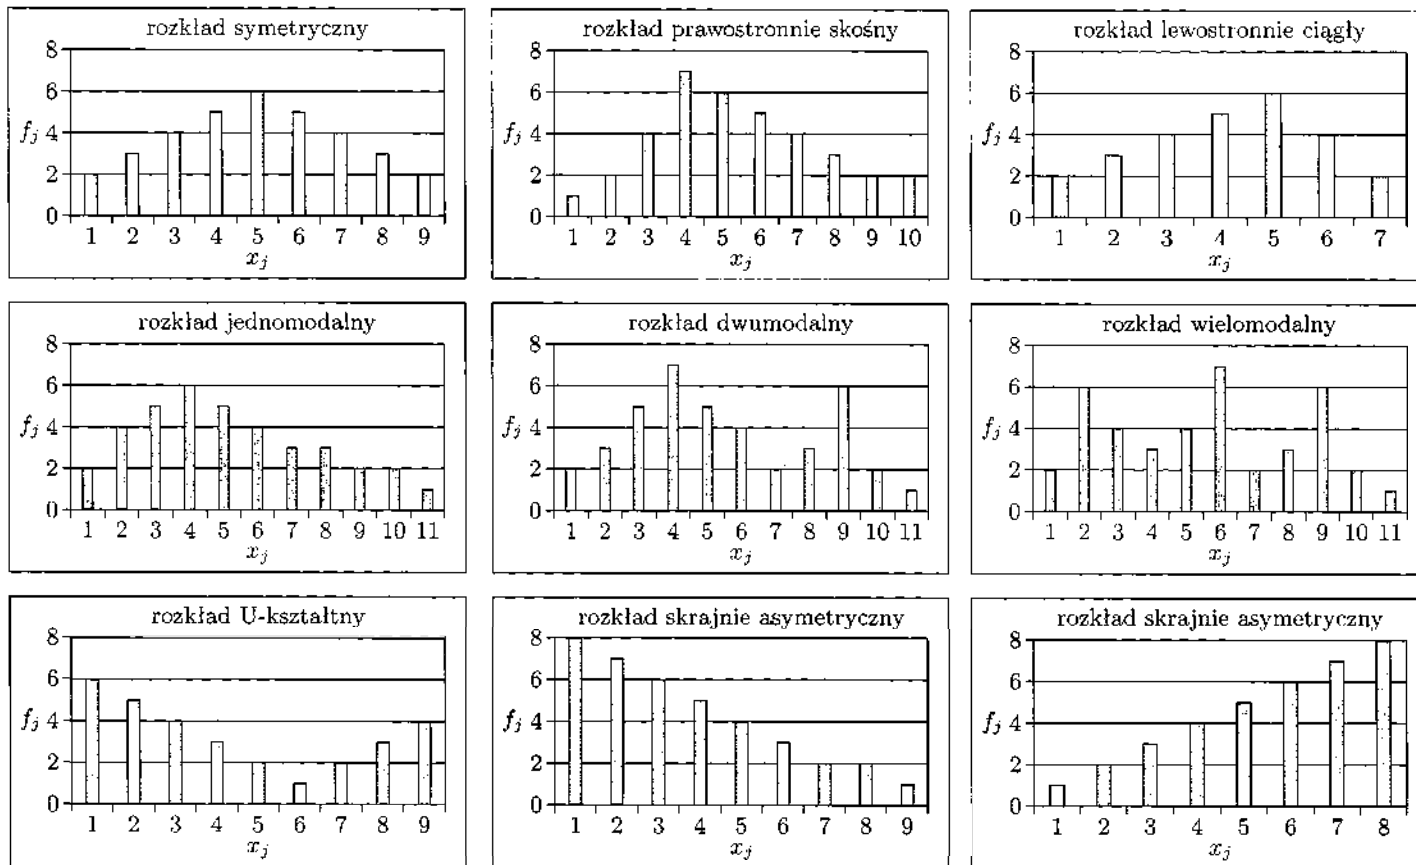 rozkład symetryczny
8
6
f_j 4
2
0
1 2 3 4 5 6 7 8 9
x_j
rozkład prawostronnie skośny
8
6
f_j 4
2
0
1 2 3 4 5 6 7 8 9 10
x_j
rozkład lewostronnie ciągły
8
6
f_j 4
2
0
1 2 3 4 5 6 7
x_j
rozkład jednomodalny
8
6
f_j 4
2
0
1 2 3 4 5 6 7 8 9 10 11
x_j
rozkład dwumodalny
8
6
f_j 4
2
0
1 2 3 4 5 6 7 8 9 10 11
x_j
rozkład wielomodalny
8
6
f_j 4
2
0
1 2 3 4 5 6 7 8 9 10 11
x_j
rozkład U-kształtny
8
6
f_j 4
2
0
1 2 3 4 5 6 7 8 9
x_j
rozkład skrajnie asymetryczny
8
6
f_j 4
2
0
1 2 3 4 5 6 7 8 9
x_j
rozkład skrajnie asymetryczny
8
6
f_j 4
2
0
1 2 3 4 5 6 7 8
x_j